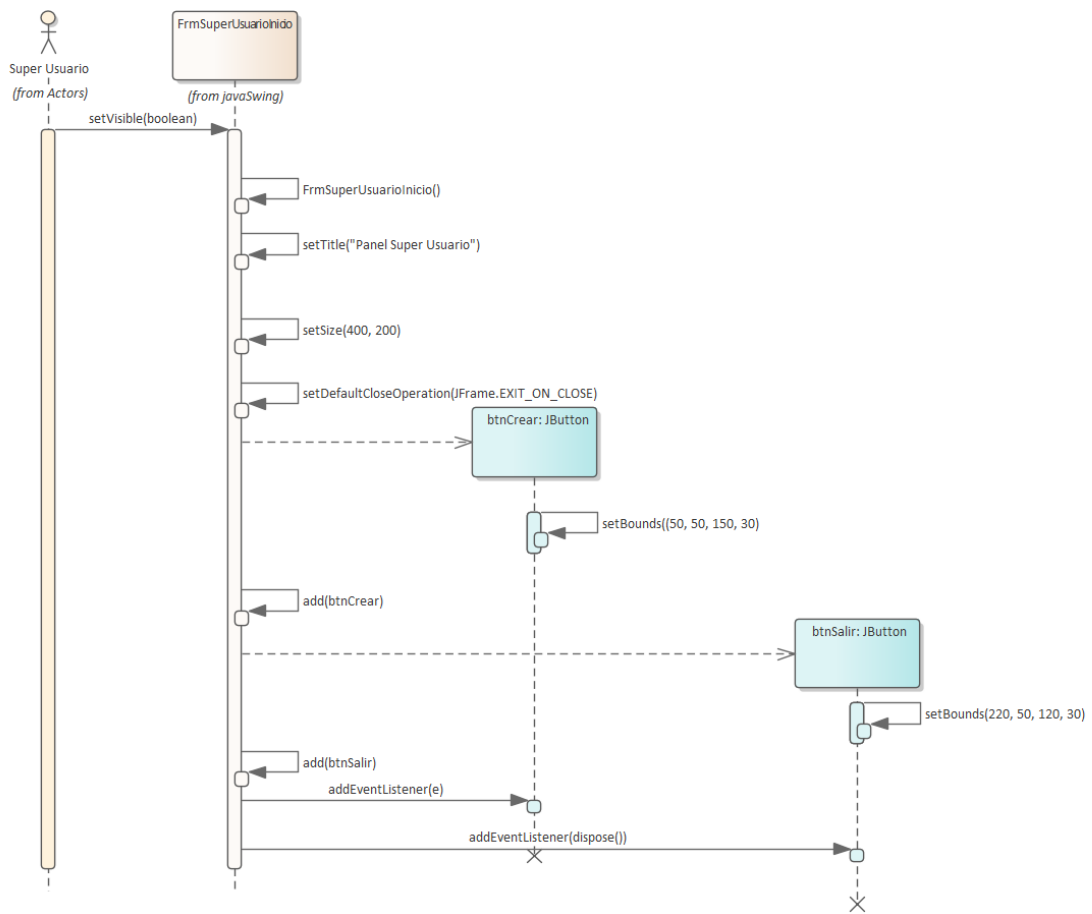 FrmSuperUsuarioInicio
Super Usuario
(from Actors)
(from javaSwing)
setVisible(boolean)
FrmSuperUsuarioInicio()
setTitle("Panel Super Usuario")
setSize(400, 200)
setDefaultCloseOperation(JFrame.EXIT_ON_CLOSE)
btnCrear: JButton
setBounds((50, 50, 150, 30)
add(btnCrear)
btnSalir: JButton
setBounds(220, 50, 120, 30)
add(btnSalir)
addEventListener(e)
addEventListener(dispose())